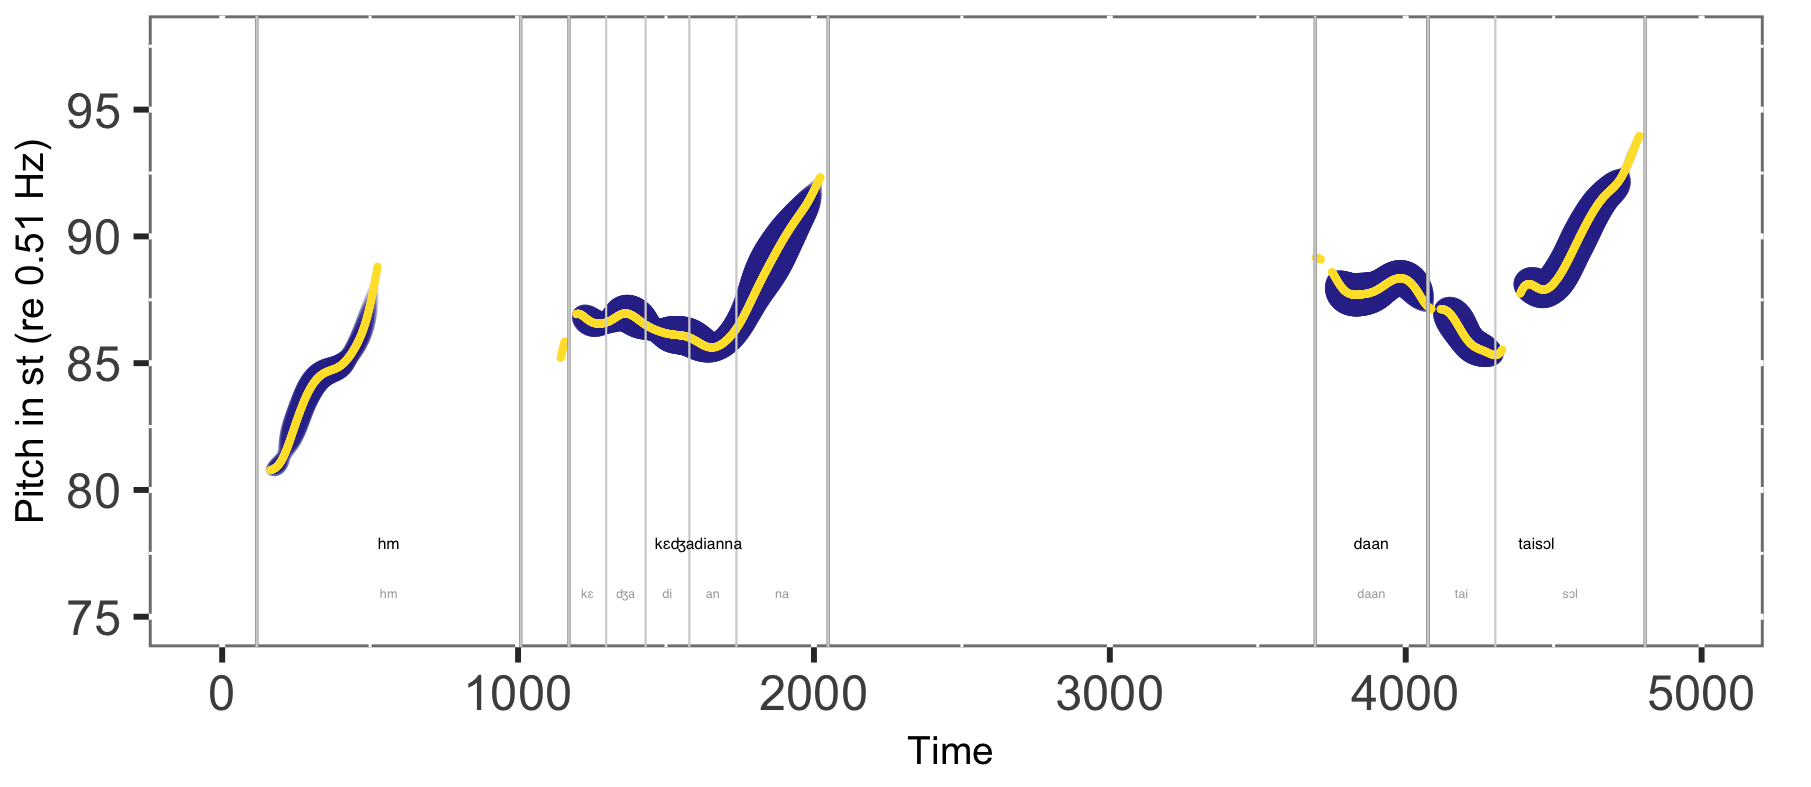 Pitch in st (re 0.51 Hz)
95
90
85
80
75
hm kɛʤadianna daan taisɔl
hm kɛ ʤa di an na daan tai sɔl
0 1000 2000 3000 4000 5000
Time